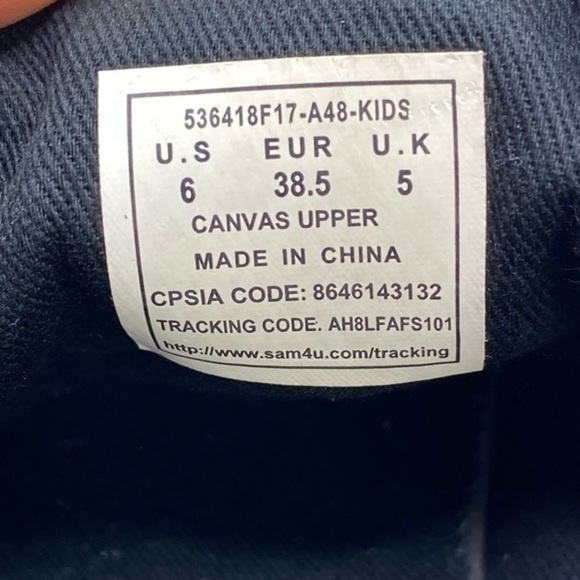 536418F17-A48-KIDS
U.S EUR U.K
6 38.5 5
CANVAS UPPER
MADE IN CHINA
CPSIA CODE: 8646143132
TRACKING CODE. AH8LFAFS101
http://www.sam4u.com/tracking